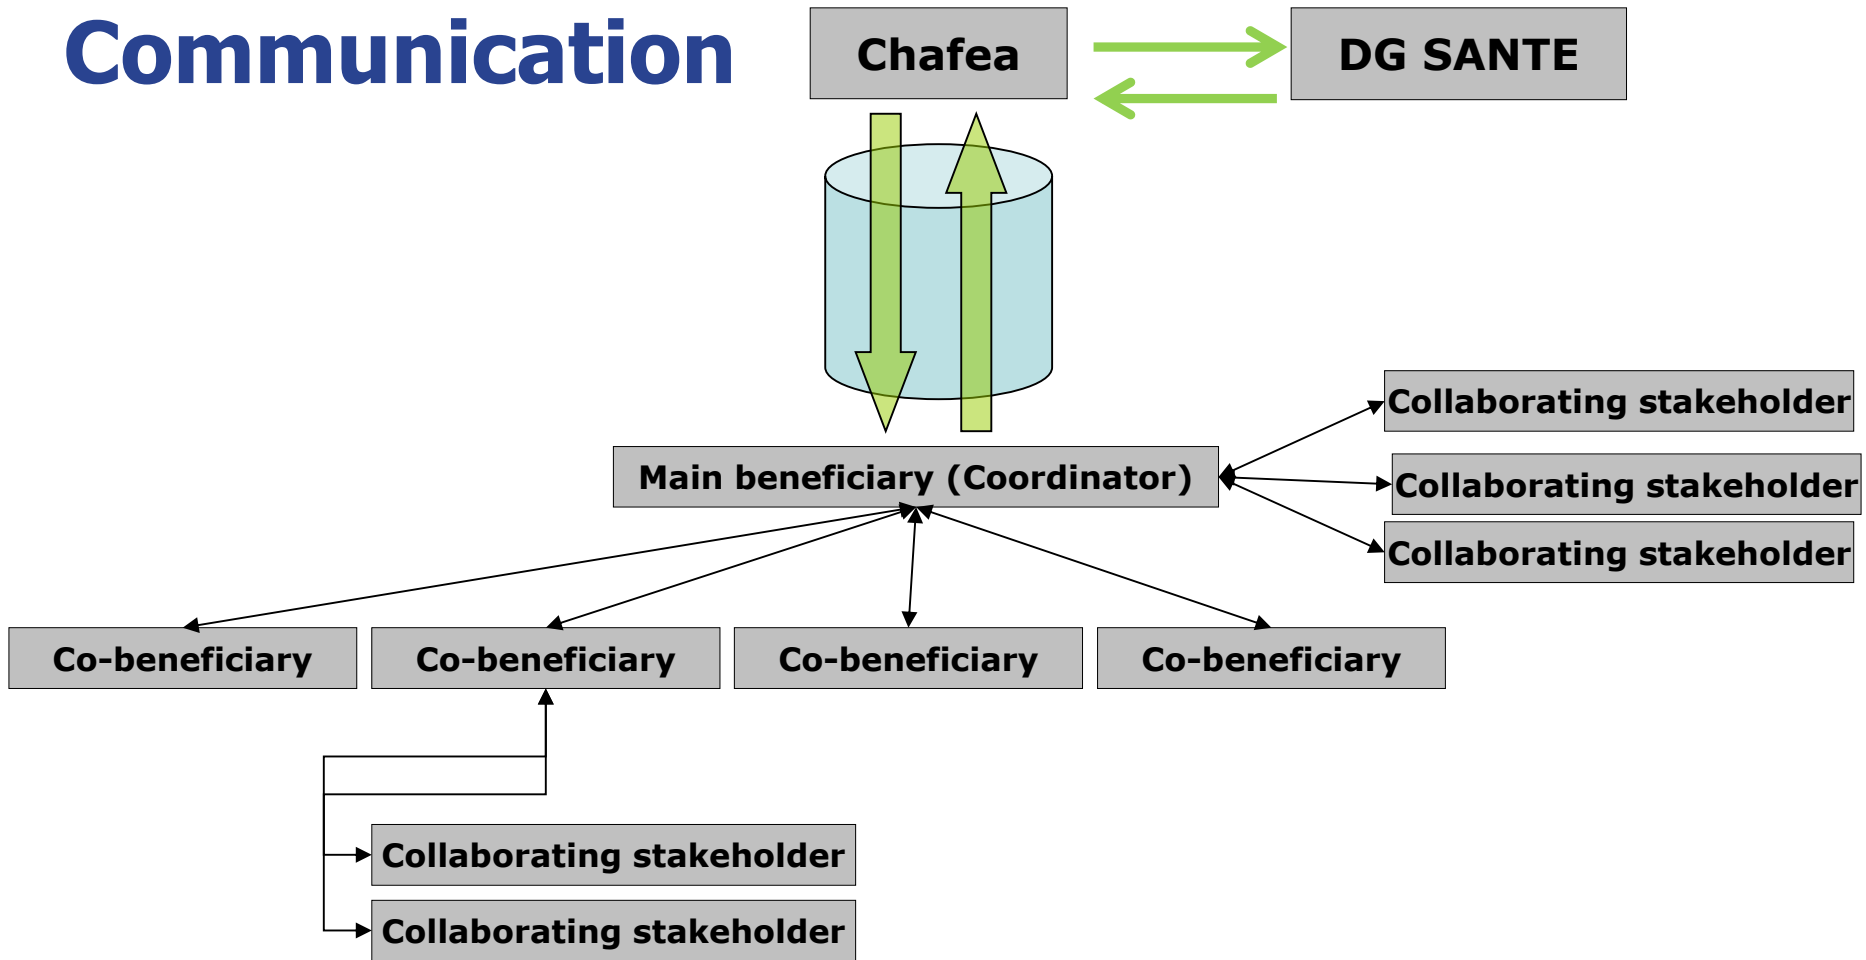 Communication
Chafea
DG SANTE
Collaborating stakeholder
Main beneficiary (Coordinator)
Collaborating stakeholder
Collaborating stakeholder
Co-beneficiary
Co-beneficiary
Co-beneficiary
Co-beneficiary
Collaborating stakeholder
Collaborating stakeholder